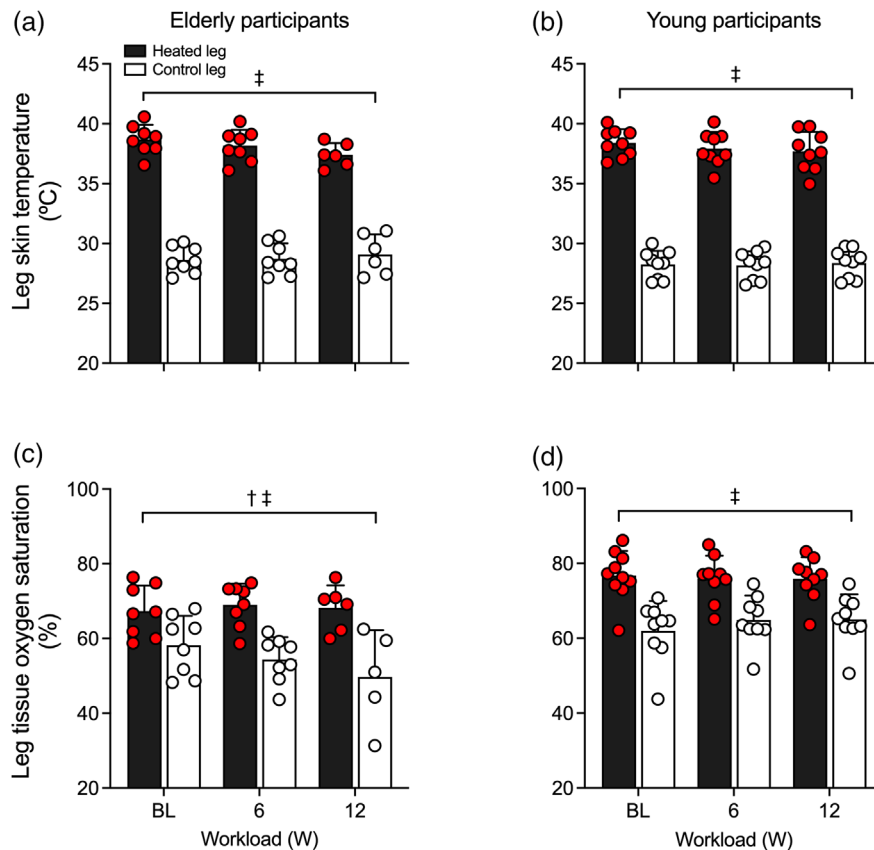 (a)
Elderly participants
(b)
Young participants
Heated leg
Control leg
‡
‡
Leg skin temperature
(ºC)
45
40
35
30
25
20
45
40
35
30
25
20
(c)
(d)
† ‡
‡
Leg tissue oxygen saturation
(%)
100
80
60
40
20
100
80
60
40
20
BL 6 12
Workload (W)
BL 6 12
Workload (W)